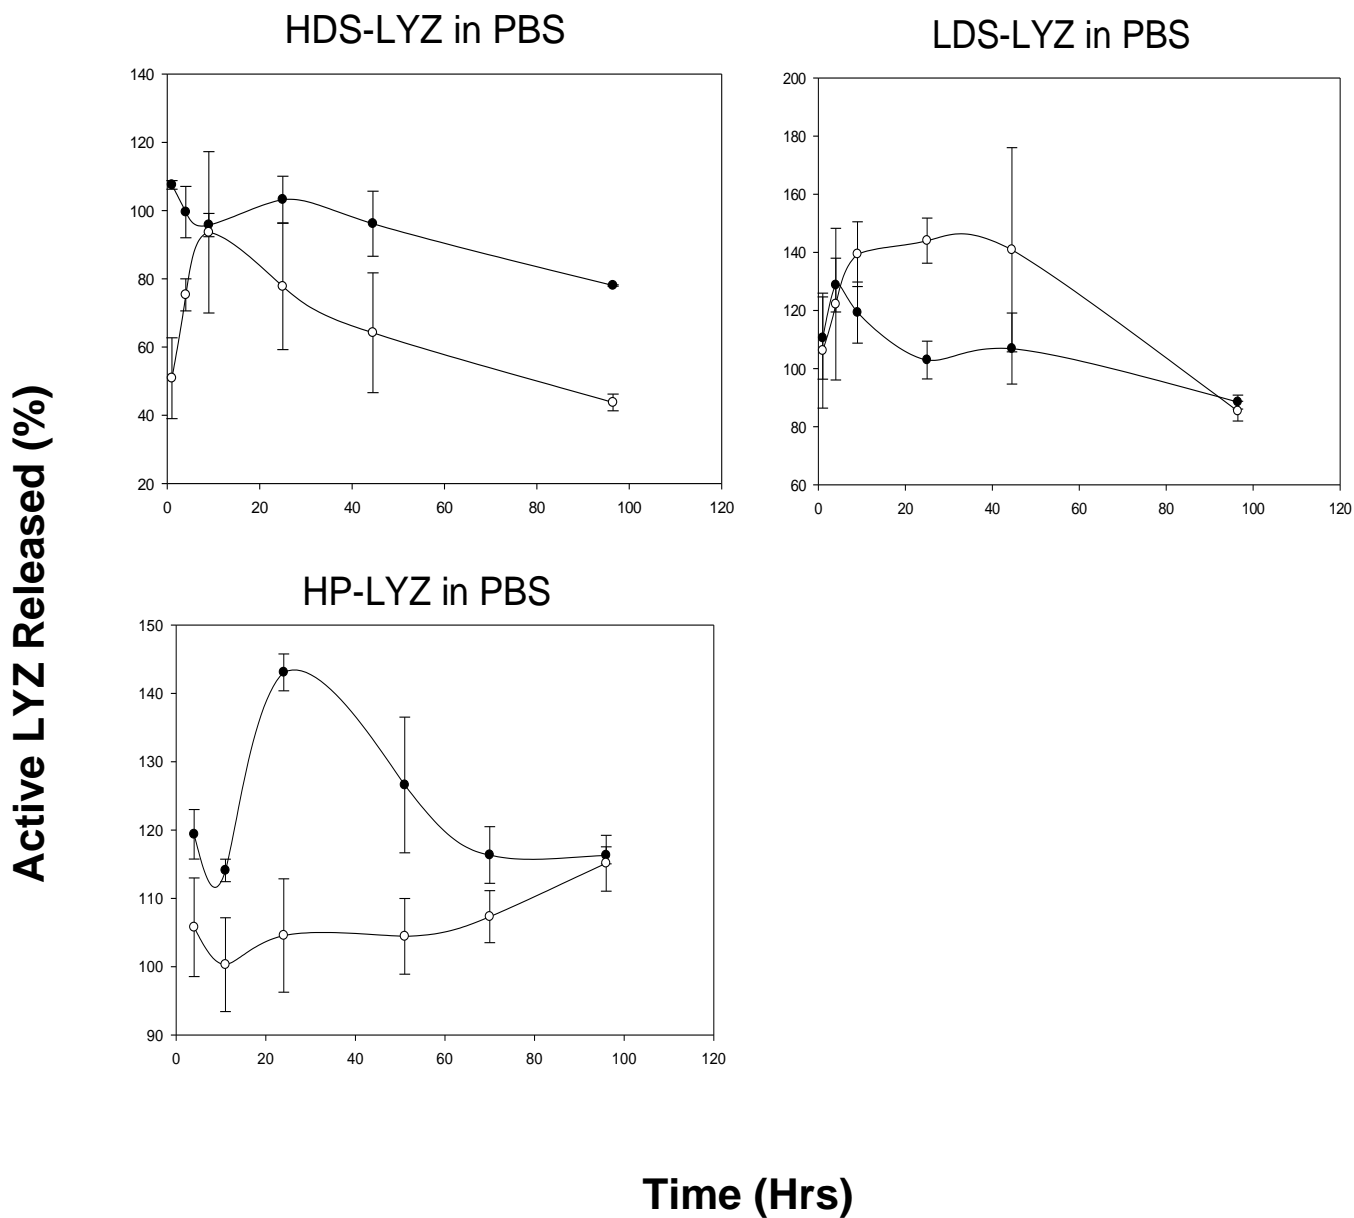 HDS-LYZ in PBS
140
120
100
80
60
40
20
0 20 40 60 80 100 120
LDS-LYZ in PBS
200
180
160
140
120
100
80
60
0 20 40 60 80 100 120
HP-LYZ in PBS
150
140
130
120
110
100
90
0 20 40 60 80 100 120
Active LYZ Released (%)
Time (Hrs)